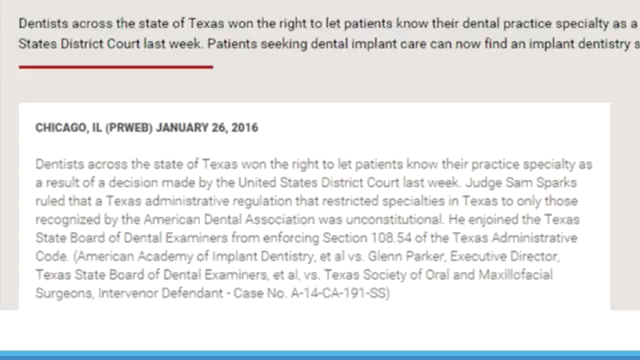 Dentists across the state of Texas won the right to let patients know their dental practice specialty as a
States District Court last week. Patients seeking dental implant care can now find an implant dentistry s
CHICAGO, IL (PRWEB) JANUARY 26, 2016
Dentists across the state of Texas won the right to let patients know their practice specialty as
a result of a decision made by the United States District Court last week. Judge Sam Sparks
ruled that a Texas administrative regulation that restricted specialties in Texas to only those
recognized by the American Dental Association was unconstitutional. He enjoined the Texas
State Board of Dental Examiners from enforcing Section 108.54 of the Texas Administrative
Code. (American Academy of Implant Dentistry, et al vs. Glenn Parker, Executive Director,
Texas State Board of Dental Examiners, et al, vs. Texas Society of Oral and Maxillofacial
Surgeons, Intervenor Defendant - Case No. A-14-CA-191-SS)